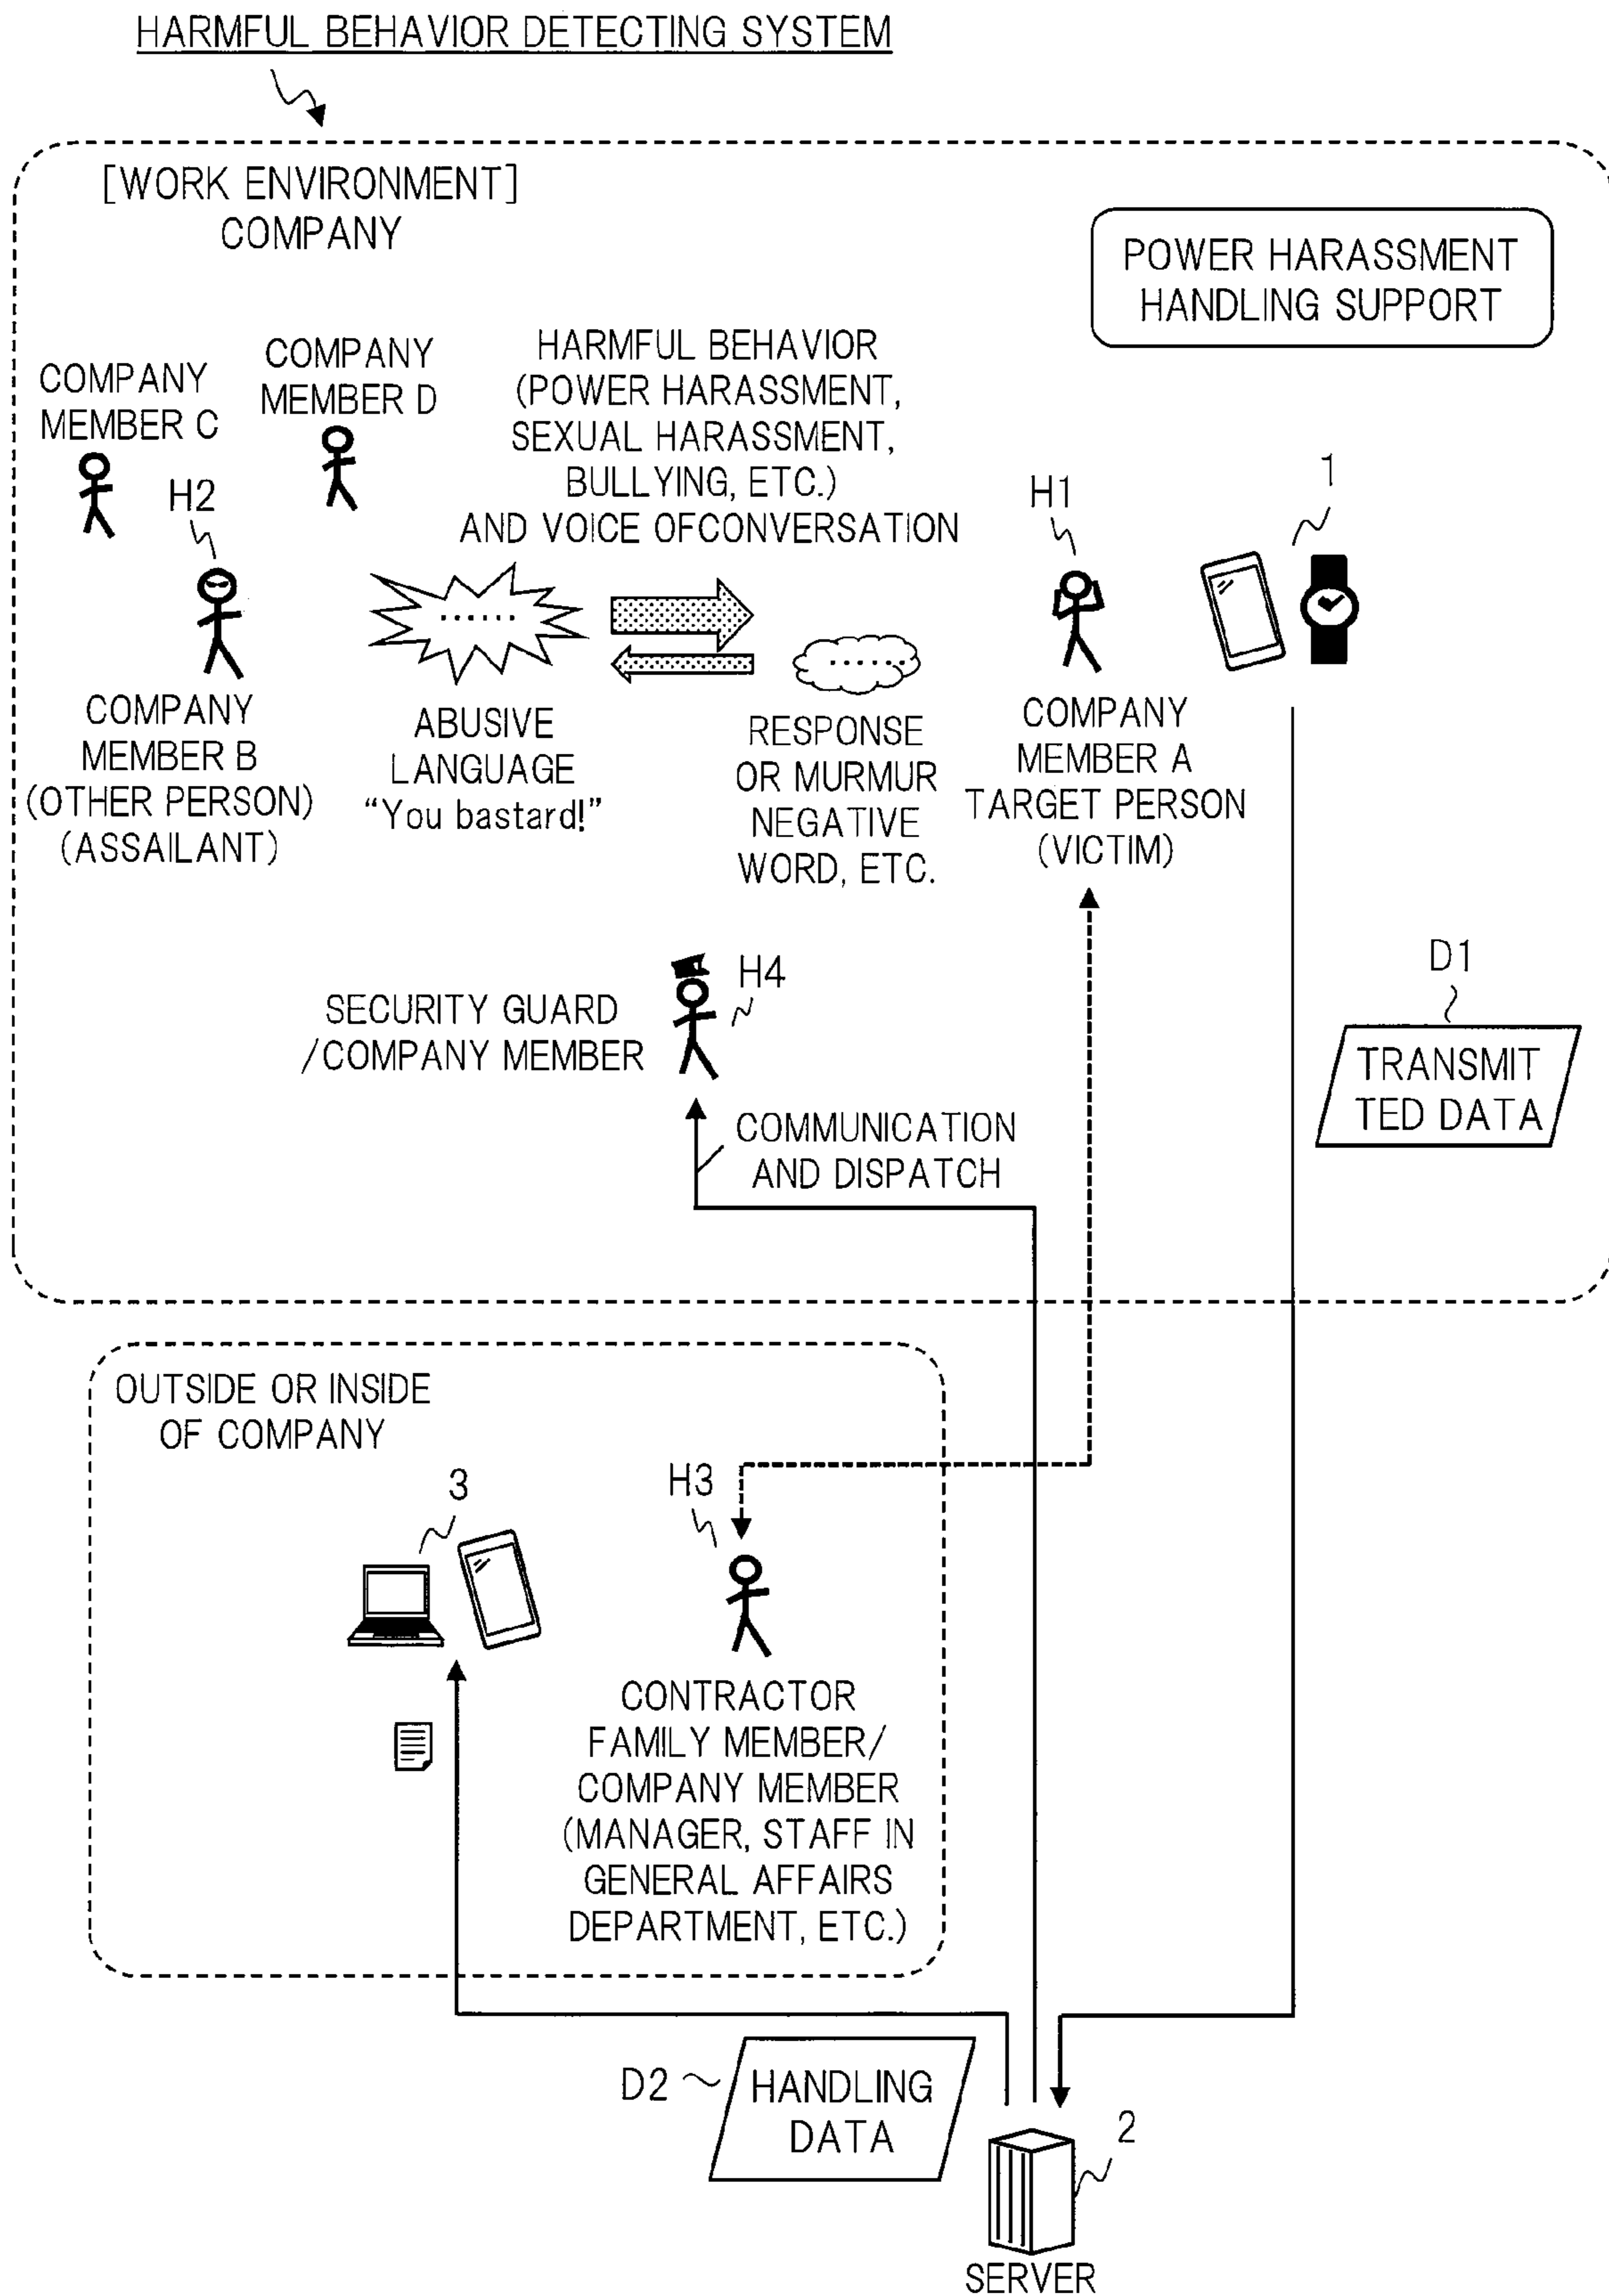 HARMFUL BEHAVIOR DETECTING SYSTEM
[WORK ENVIRONMENT]
COMPANY
POWER HARASSMENT
HANDLING SUPPORT
COMPANY
MEMBER C
COMPANY
MEMBER D
HARMFUL BEHAVIOR
(POWER HARASSMENT,
SEXUAL HARASSMENT,
BULLYING, ETC.)
AND VOICE OFCONVERSATION
H2
H1
1
COMPANY
MEMBER B
(OTHER PERSON)
(ASSAILANT)
ABUSIVE
LANGUAGE
“You bastard!”
RESPONSE
OR MURMUR
NEGATIVE
WORD, ETC.
COMPANY
MEMBER A
TARGET PERSON
(VICTIM)
H4
SECURITY GUARD
/COMPANY MEMBER
D1
TRANSMIT
TED DATA
COMMUNICATION
AND DISPATCH
OUTSIDE OR INSIDE
OF COMPANY
3
H3
CONTRACTOR
FAMILY MEMBER/
COMPANY MEMBER
(MANAGER, STAFF IN
GENERAL AFFAIRS
DEPARTMENT, ETC.)
D2
HANDLING
DATA
2
SERVER